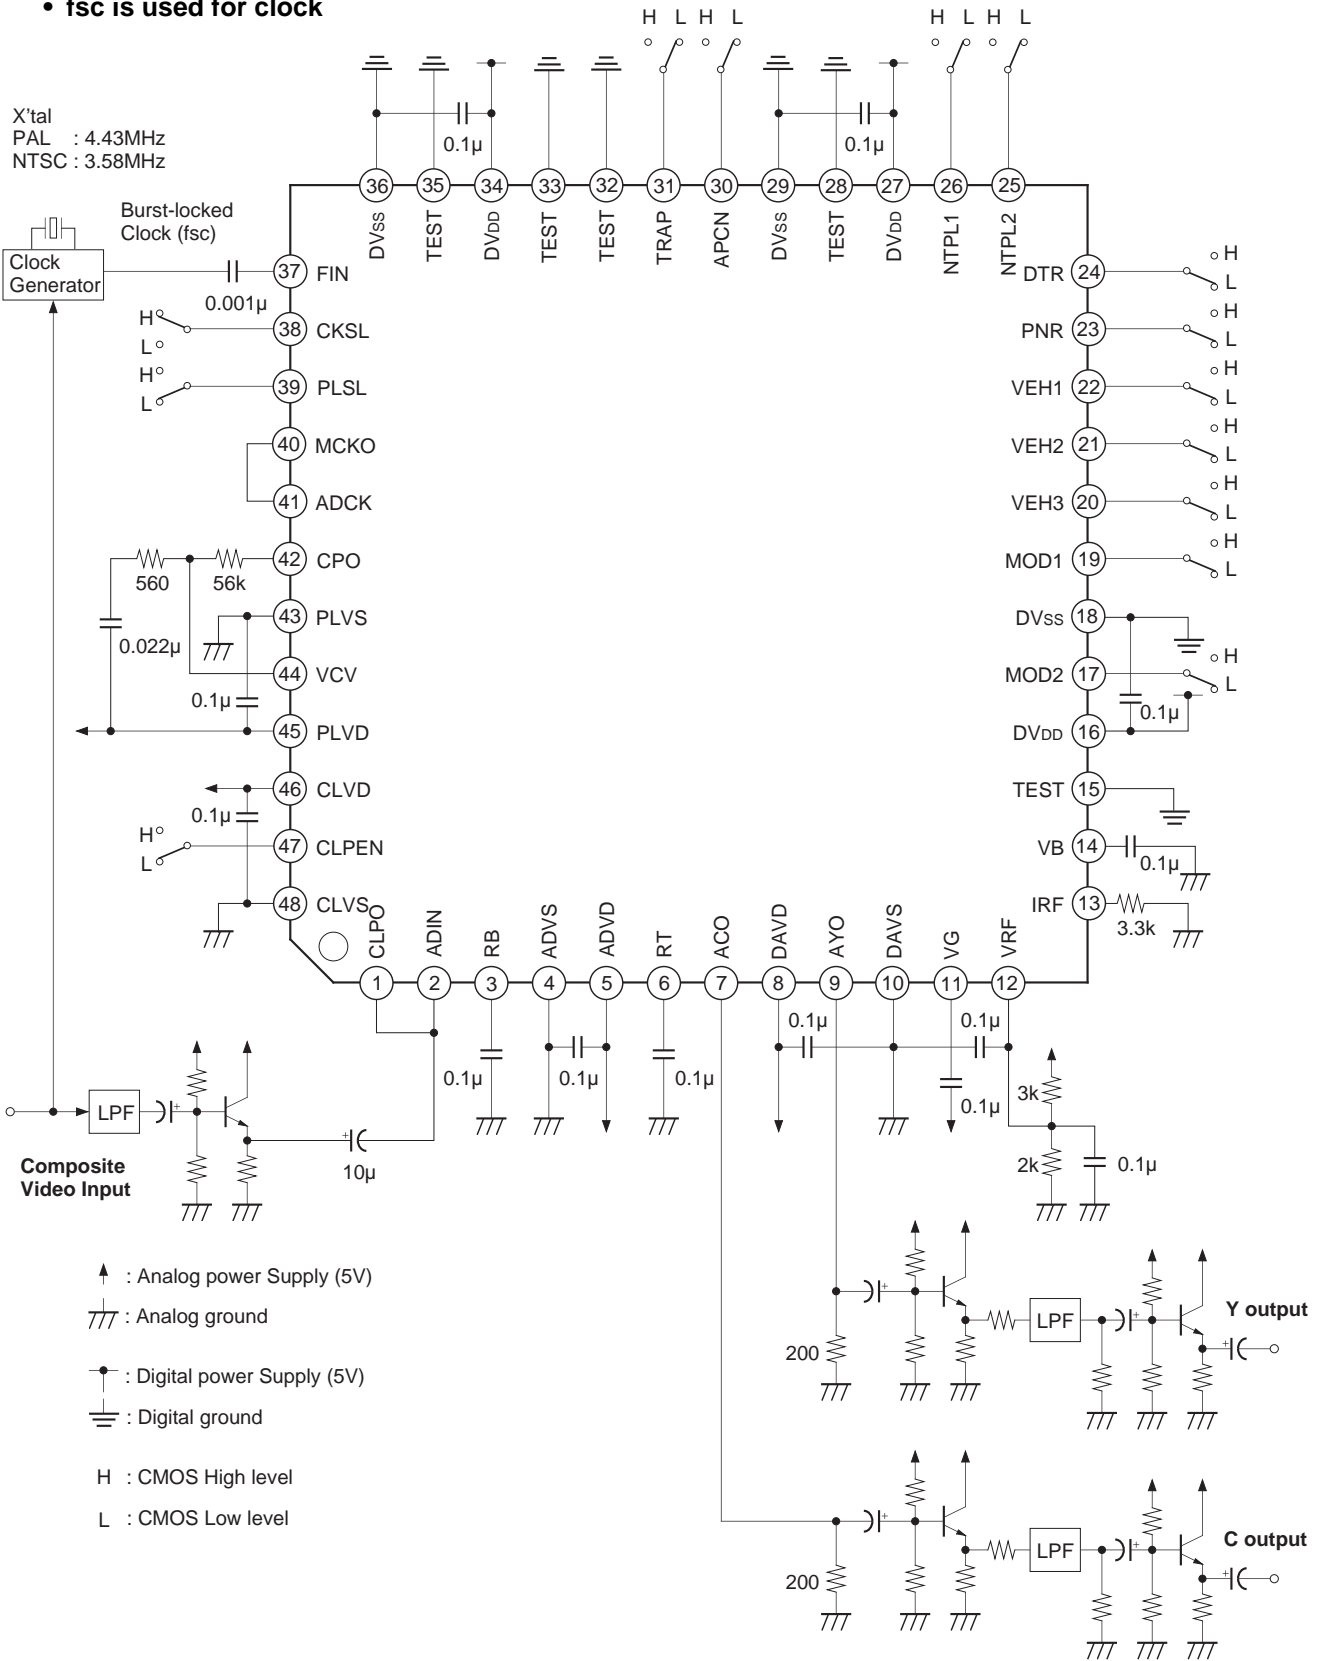 • fsc is used for clock
H L H L
H L H L
X'tal
PAL : 4.43MHz
NTSC : 3.58MHz
0.1µ
0.1µ
36 35 34 33 32 31 30 29 28 27 26 25
DVSS TEST DVDD TEST TEST TRAP APCN DVSS TEST DVDD NTPL1 NTPL2
Burst-locked
Clock (fsc)
Clock
Generator
0.001µ
37 FIN
H
L
38 CKSL
H
L
39 PLSL
40 MCKO
41 ADCK
560
56k
42 CPO
43 PLVS
0.022µ
44 VCV
0.1µ
45 PLVD
46 CLVD
0.1µ
H
L
47 CLPEN
48 CLVS
DTR 24
H
L
PNR 23
H
L
VEH1 22
H
L
VEH2 21
H
L
VEH3 20
H
L
MOD1 19
H
L
DVSS 18
MOD2 17
H
L
0.1µ
DVDD 16
TEST 15
VB 14
0.1µ
IRF 13
3.3k
CLPO ADIN RB ADVS ADVD RT ACO DAVD AYO DAVS VG VRF
1 2 3 4 5 6 7 8 9 10 11 12
0.1µ
0.1µ
0.1µ
0.1µ
0.1µ
0.1µ
3k
2k
0.1µ
LPF
10µ
Composite
Video Input
: Analog power Supply (5V)
: Analog ground
: Digital power Supply (5V)
: Digital ground
H : CMOS High level
L : CMOS Low level
200
LPF
Y output
200
LPF
C output